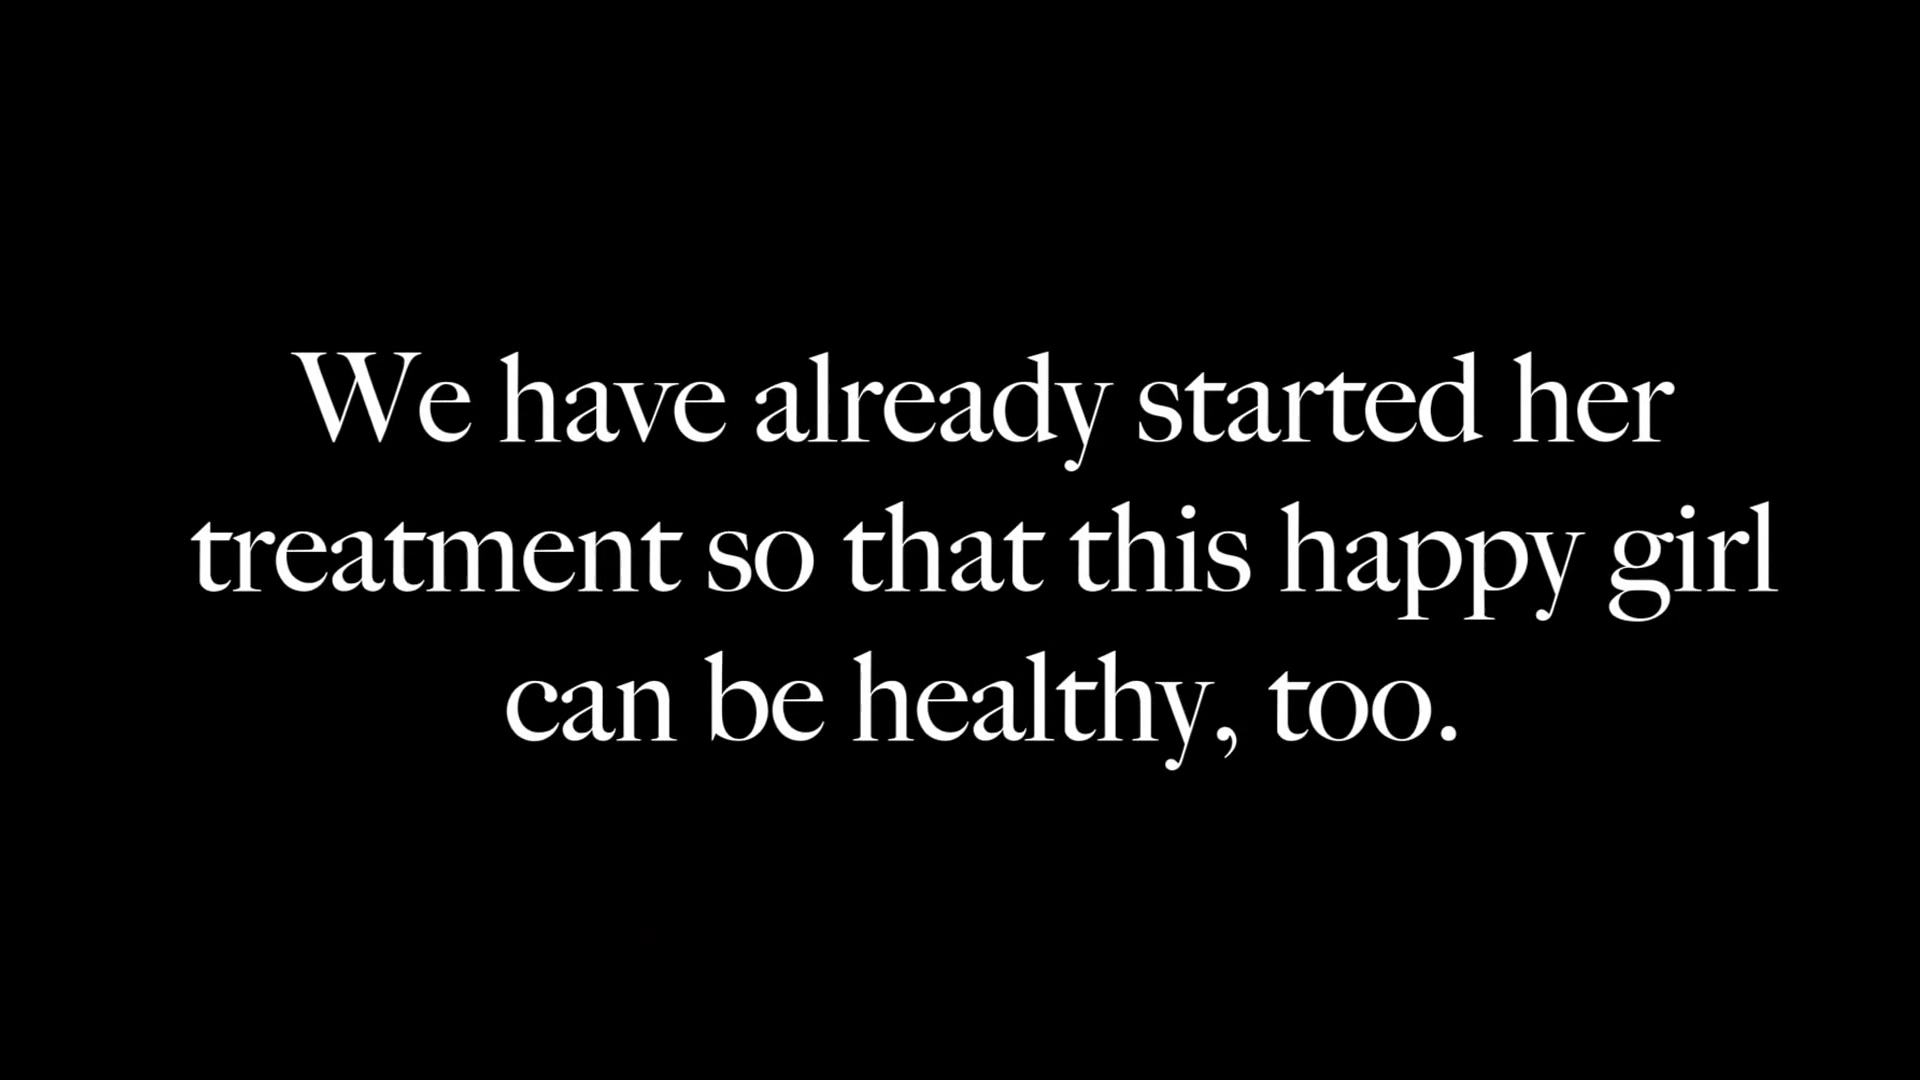 We have already started her
treatment so that this happy girl
can be healthy, too.